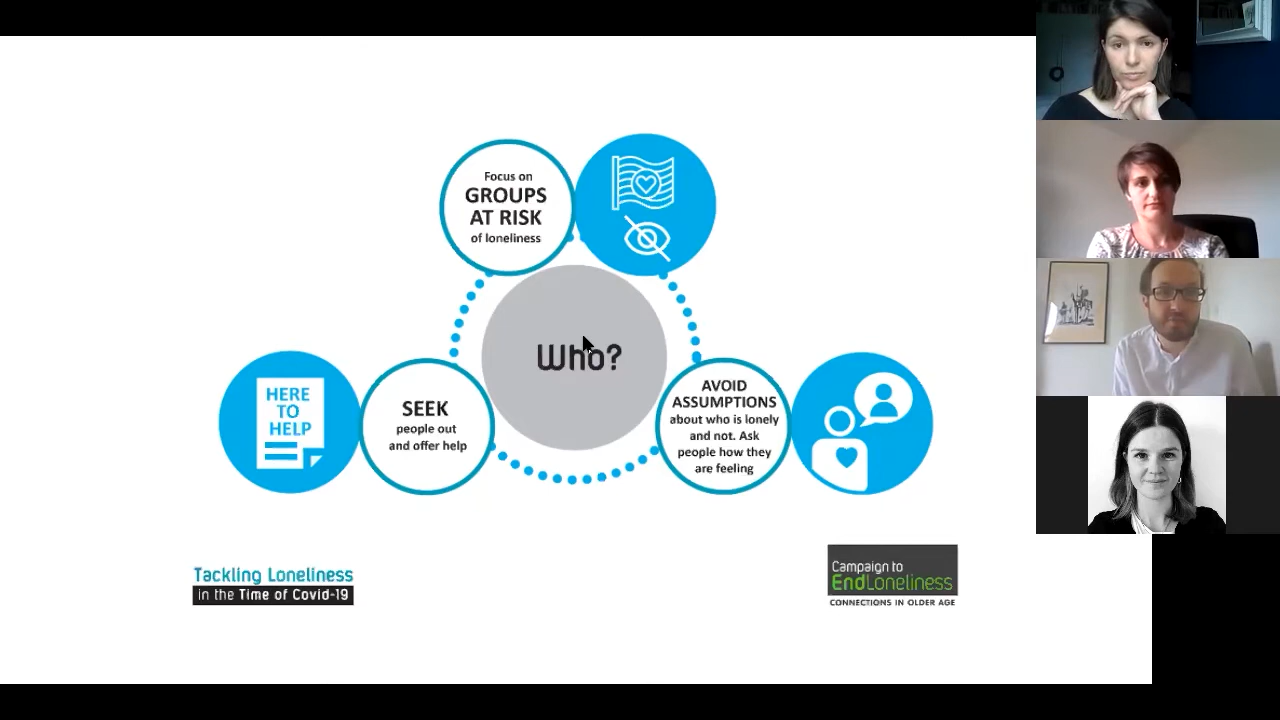 Focus on
GROUPS
AT RISK
of loneliness
Who?
HERE
TO
HELP
SEEK
people out
and offer help
AVOID
ASSUMPTIONS
about who is lonely
and not. Ask
people how they
are feeling
Tackling Loneliness
in the Time of Covid-19
Campaign to
EndLoneliness
CONNECTIONS IN OLDER AGE